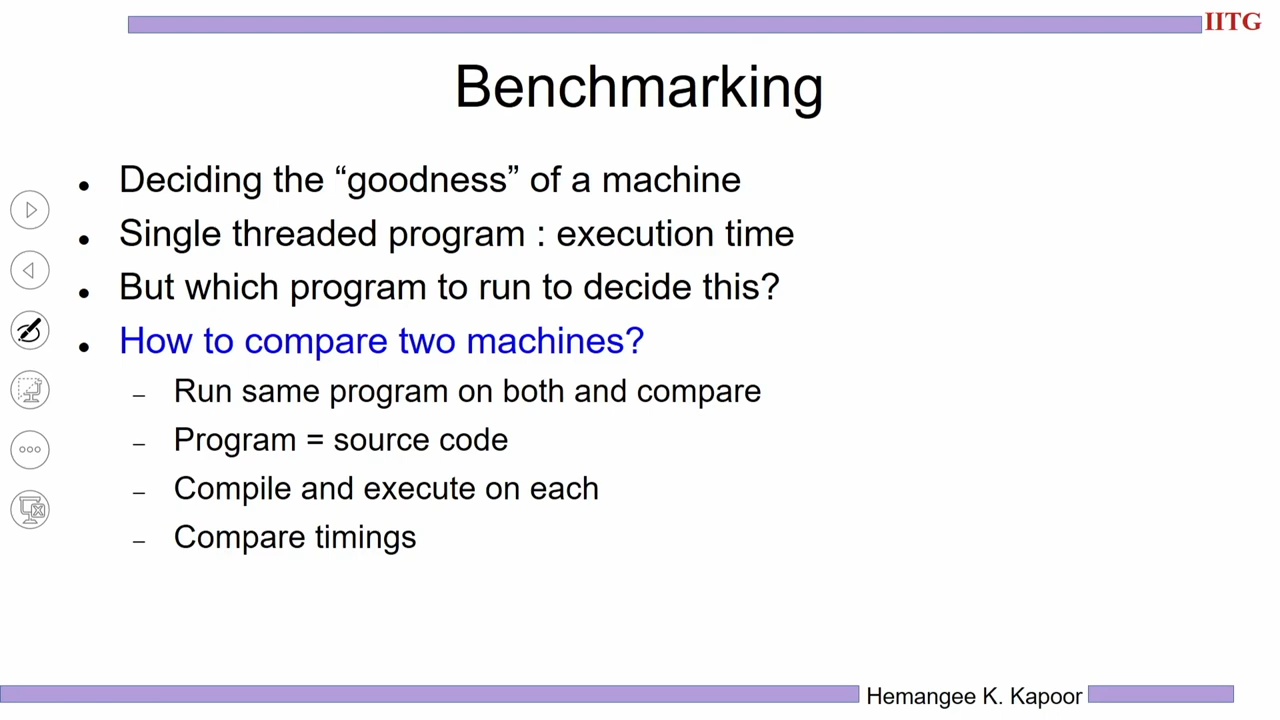 IITG
Benchmarking
Deciding the “goodness” of a machine
Single threaded program : execution time
But which program to run to decide this?
How to compare two machines?
– Run same program on both and compare
– Program = source code
– Compile and execute on each
– Compare timings
Hemangee K. Kapoor